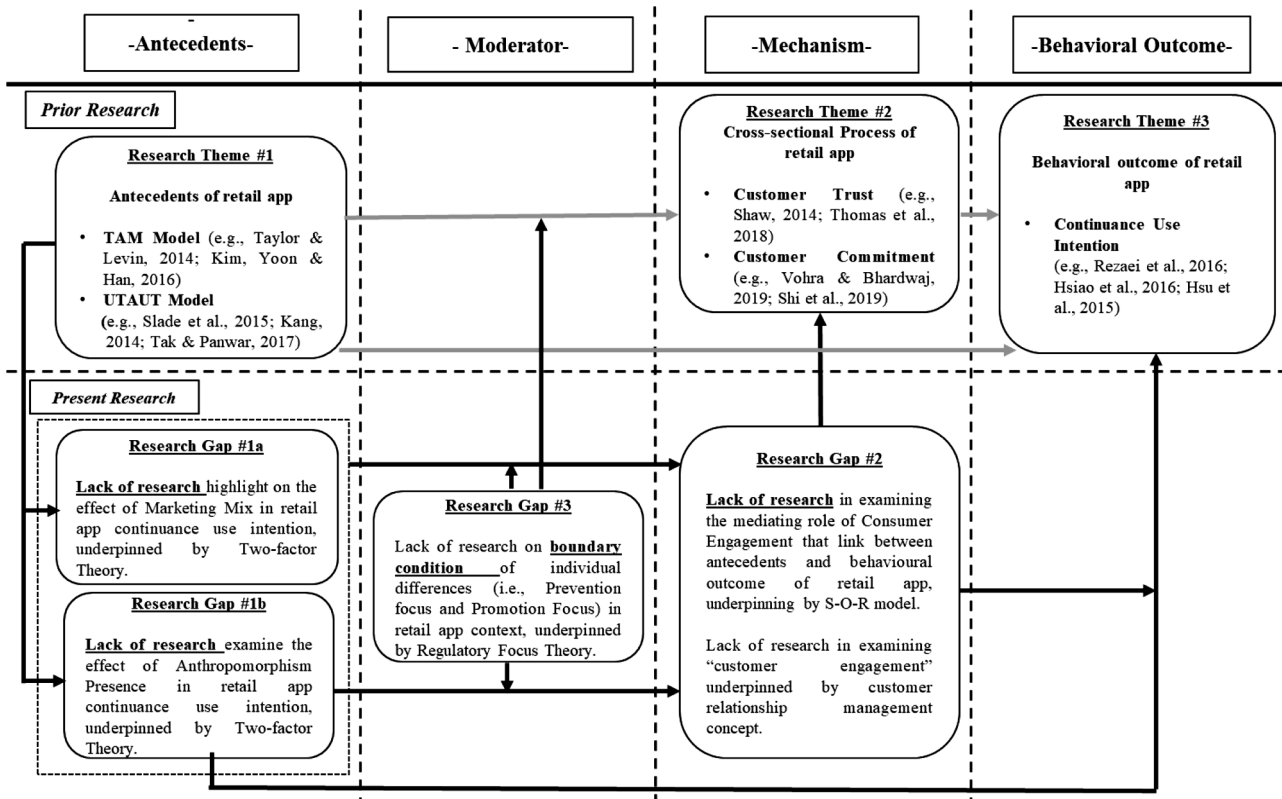 -
-Antecedents-
- Moderator-
-Mechanism-
-Behavioral Outcome-
Prior Research
Research Theme #1
Antecedents of retail app
• TAM Model (e.g., Taylor &
Levin, 2014; Kim, Yoon &
Han, 2016)
• UTAUT Model
(e.g., Slade et al., 2015; Kang,
2014; Tak & Panwar, 2017)
Research Theme #2
Cross-sectional Process of
retail app
• Customer Trust (e.g.,
Shaw, 2014; Thomas et al.,
2018)
• Customer Commitment
(e.g., Vohra & Bhardwaj,
2019; Shi et al., 2019)
Research Theme #3
Behavioral outcome of retail
app
• Continuance Use
Intention
(e.g., Rezaei et al., 2016;
Hsiao et al., 2016; Hsu et
al., 2015)
Present Research
Research Gap #1a
Lack of research highlight on the
effect of Marketing Mix in retail
app continuance use intention,
underpinned by Two-factor
Theory.
Research Gap #1b
Lack of research examine the
effect of Anthropomorphism
Presence in retail app
continuance use intention,
underpinned by Two-factor
Theory.
Research Gap #3
Lack of research on boundary
condition of individual
differences (i.e., Prevention
focus and Promotion Focus) in
retail app context, underpinned
by Regulatory Focus Theory.
Research Gap #2
Lack of research in examining
the mediating role of Consumer
Engagement that link between
antecedents and behavioural
outcome of retail app,
underpinning by S-O-R model.
Lack of research in examining
“customer engagement”
underpinned by customer
relationship management
concept.